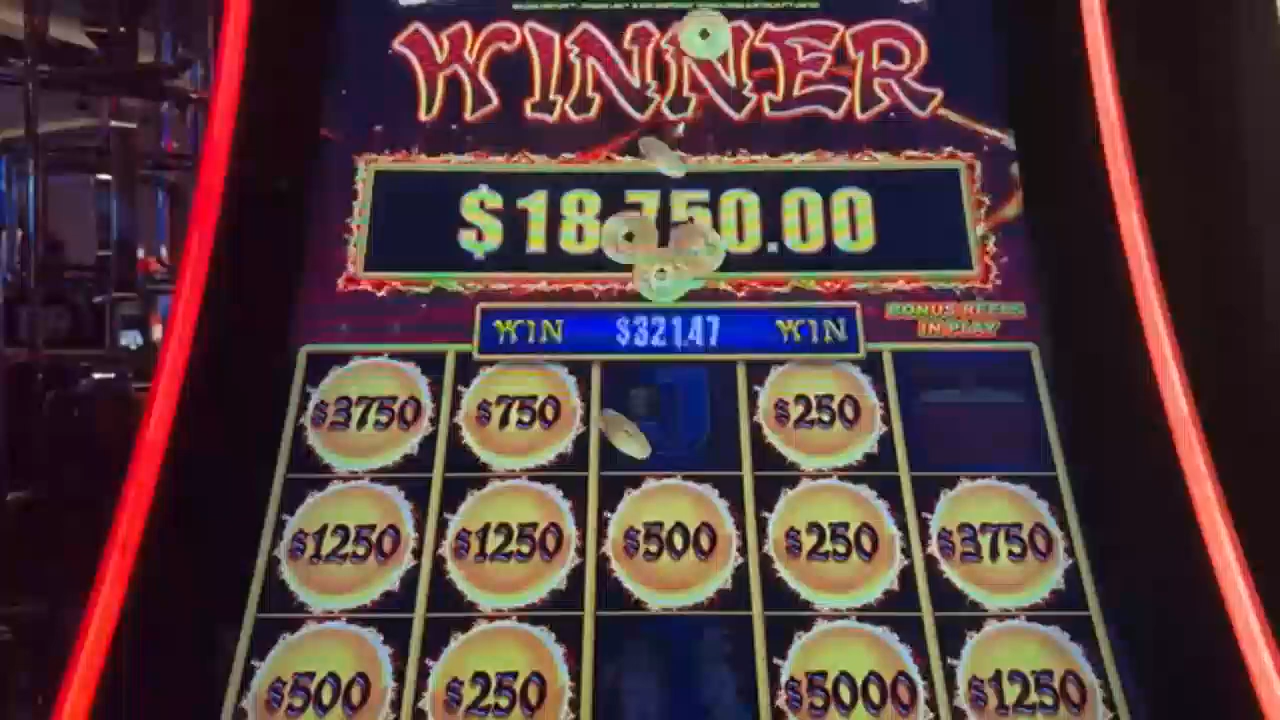 WINNER
$18,750.00
WIN $321.47 WIN
BONUS REELS
IN PLAY
$3750 $750 $250
$1250 $1250 $500 $250 $3750
$500 $250 $5000 $1250